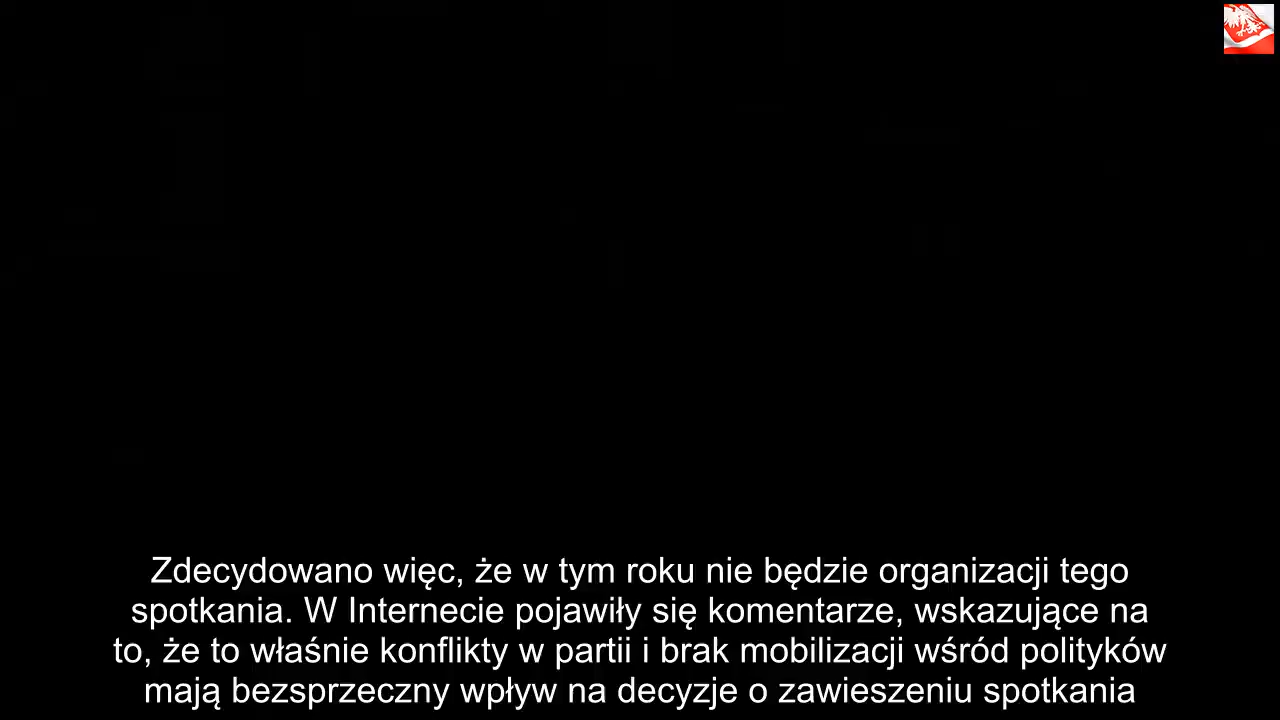 Zdecydowano więc, że w tym roku nie będzie organizacji tego
spotkania. W Internecie pojawiły się komentarze, wskazujące na
to, że to właśnie konflikty w partii i brak mobilizacji wśród polityków
mają bezsprzeczny wpływ na decyzje o zawieszeniu spotkania